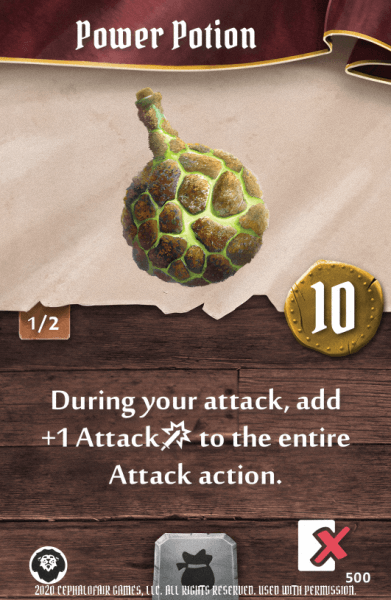 Power Potion
1/2
10
During your attack, add
+1 Attack to the entire
Attack action.
500
2020 CEPHALOFAIR GAMES, LLC. ALL RIGHTS RESERVED. USED WITH PERMISSION.